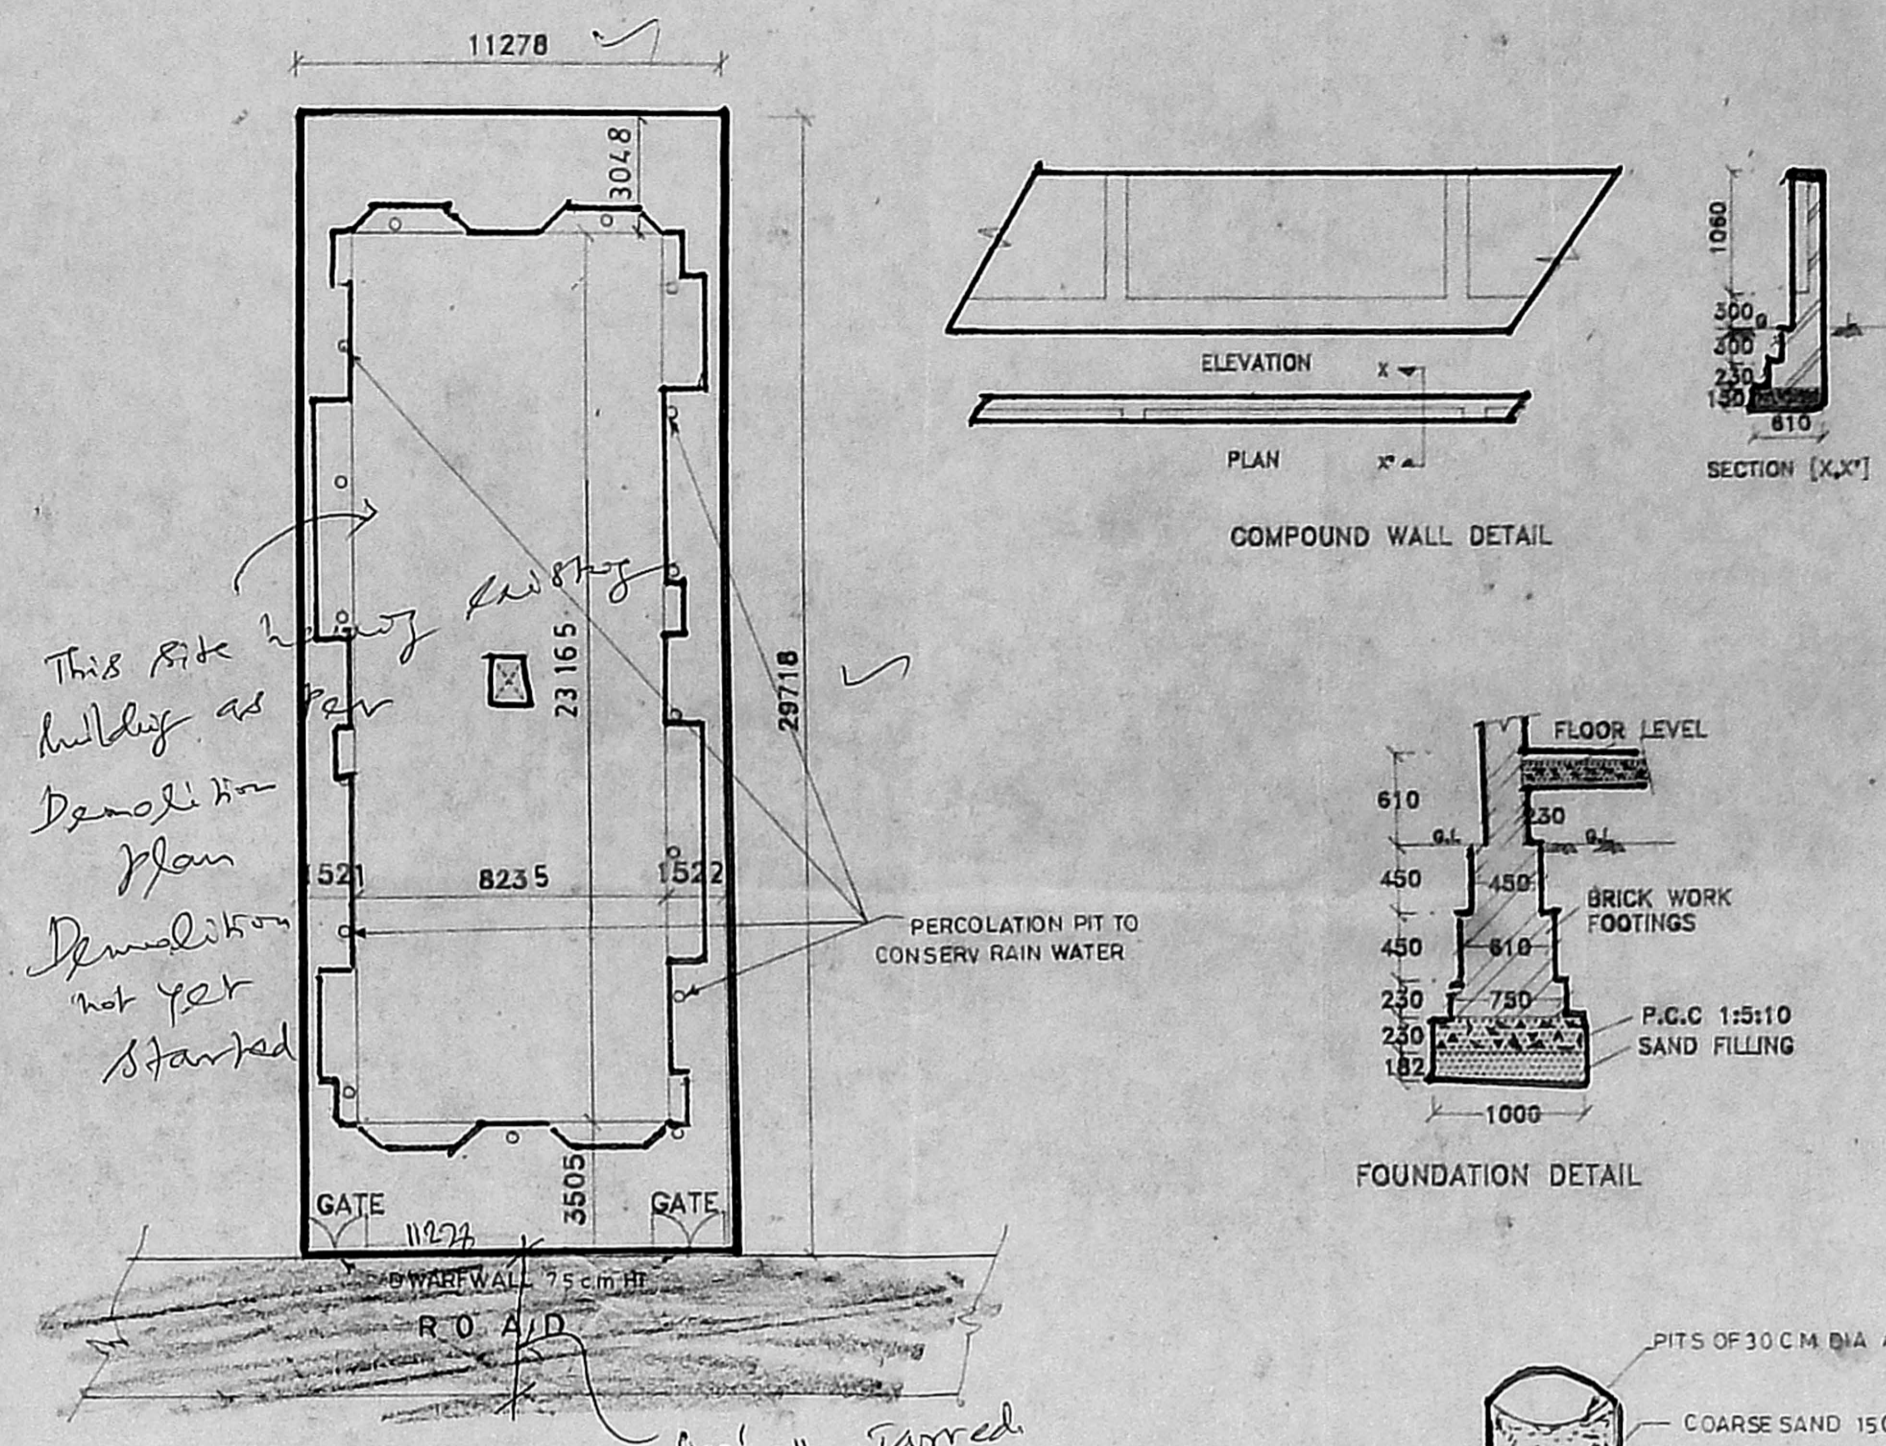 11278
3048
ELEVATION
X
PLAN
X'
SECTION [X,X']
COMPOUND WALL DETAIL
1060
300
300
230
150
610
This site having existing
building as per
Demolition
plan
Demolition
not yet
started
23165
29718
1521
8235
1522
PERCOLATION PIT TO
CONSERV RAIN WATER
FLOOR LEVEL
610
230
G.L
G.L
450
450
BRICK WORK
FOOTINGS
450
610
230
750
230
P.C.C 1:5:10
182
SAND FILLING
1000
FOUNDATION DETAIL
3505
GATE
GATE
11278
DWARFWALL 75cm HT
ROAD
Tarred
PITS OF 30 CM DIA
COARSE SAND